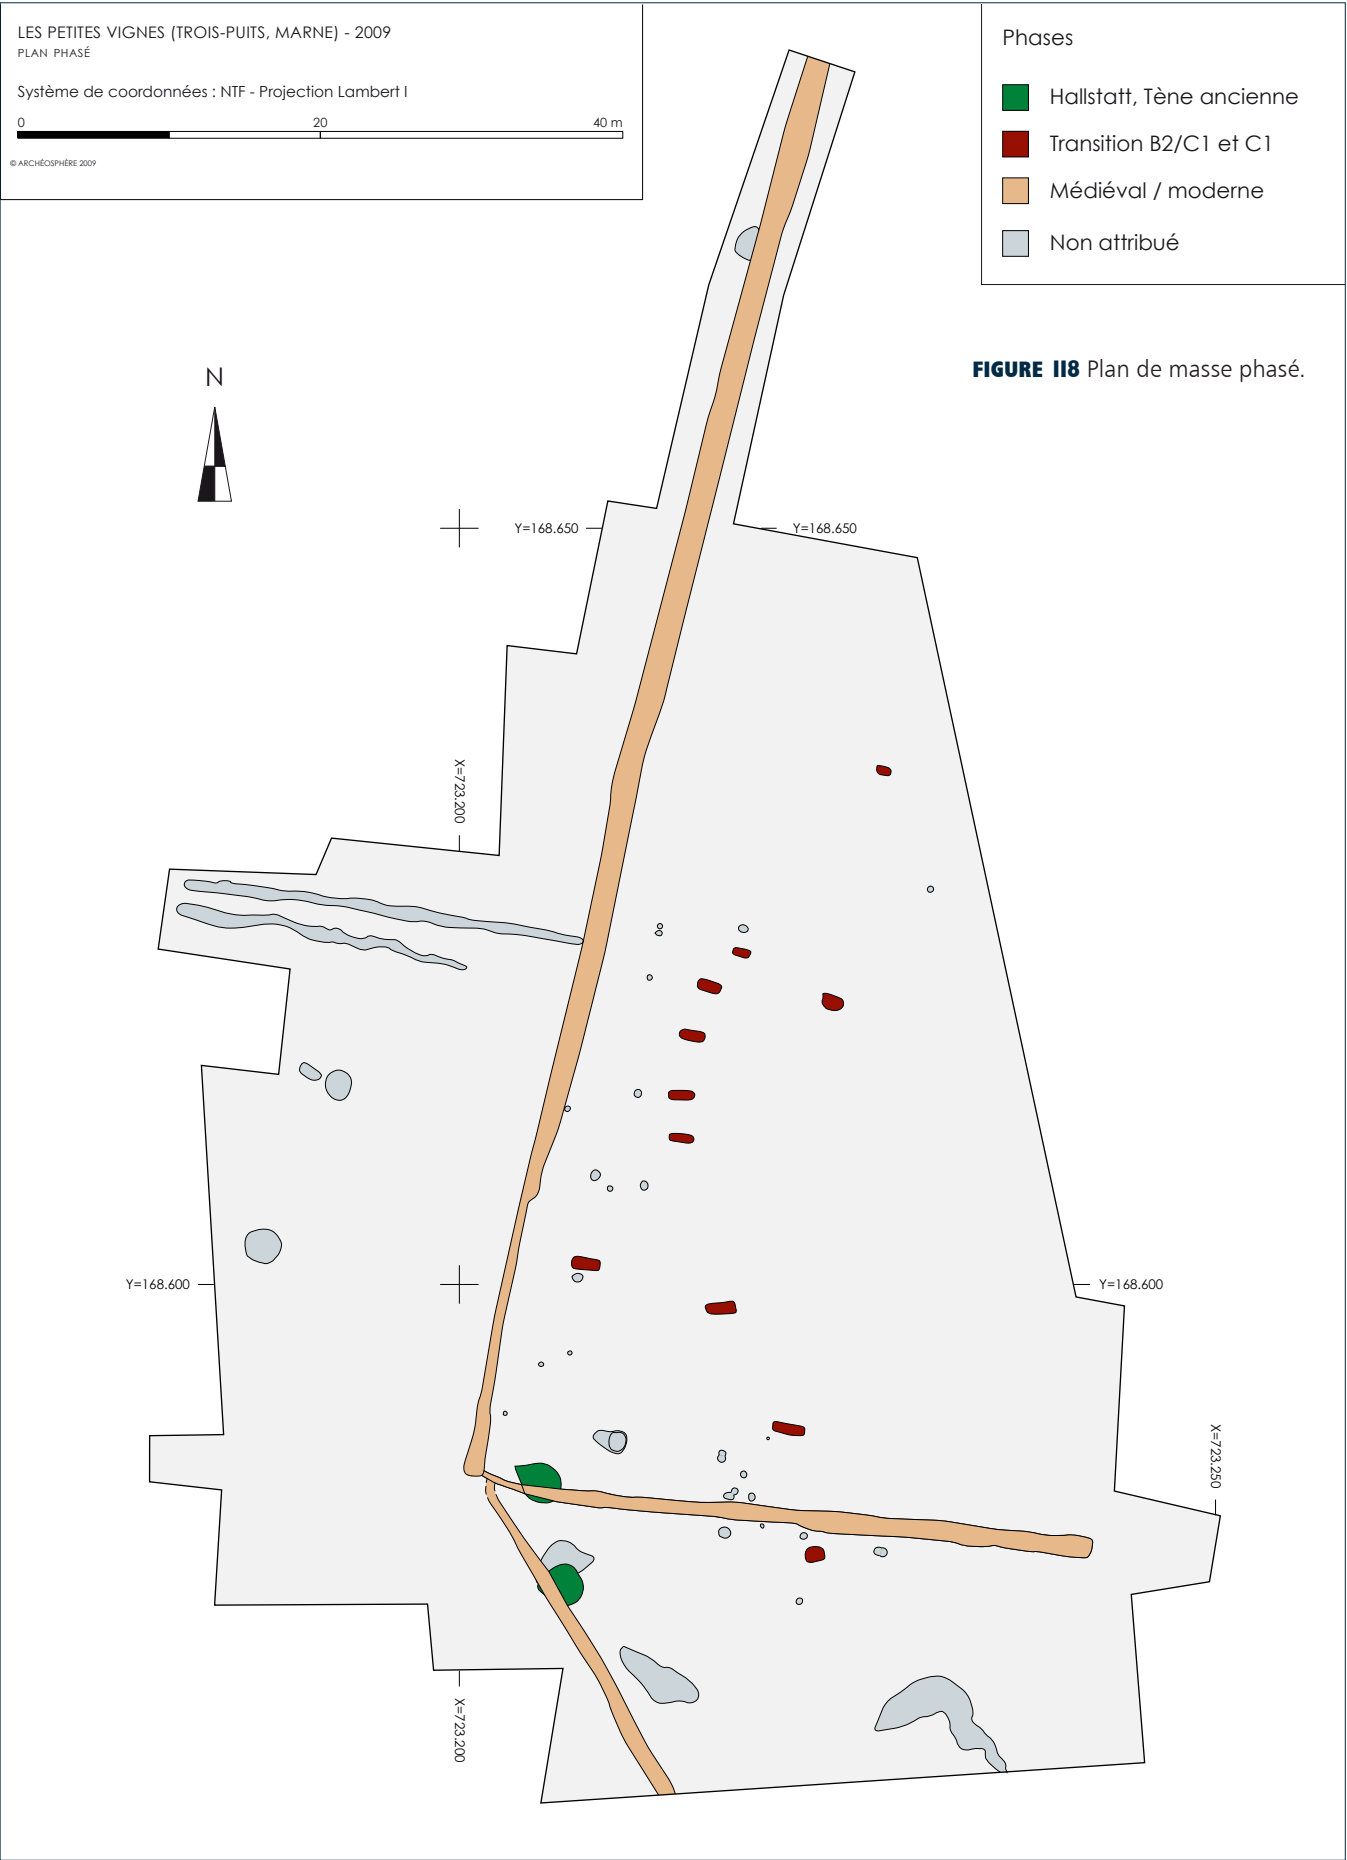 LES PETITES VIGNES (TROIS-PUITS, MARNE) - 2009
PLAN PHASÉ
Système de coordonnées : NTF - Projection Lambert I
0 20 40 m
© ARCHÉOSPHÈRE 2009
Phases
Hallstatt, Tène ancienne
Transition B2/C1 et C1
Médiéval / moderne
Non attribué
FIGURE 118 Plan de masse phasé.
N
Y=168.650 Y=168.650
X=723.200
Y=168.600 Y=168.600
X=723.250
X=723.200